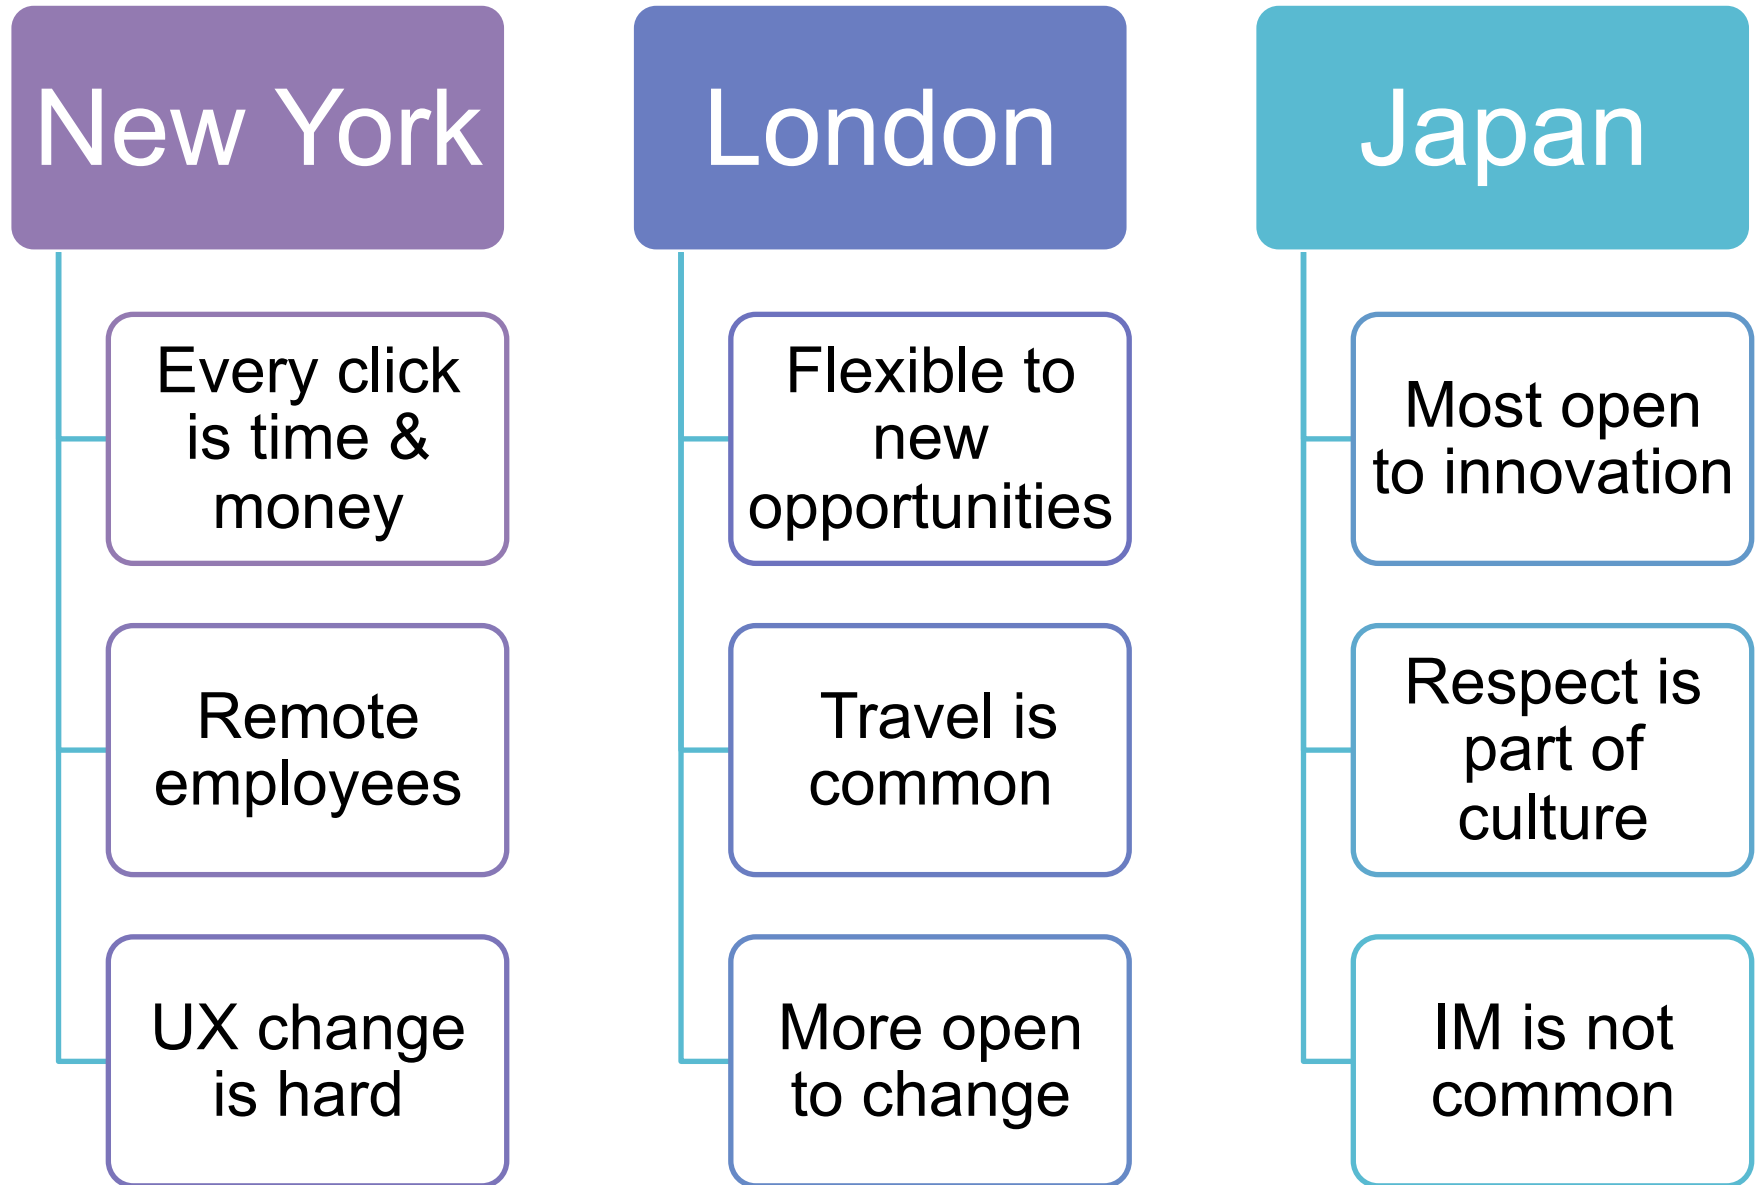 New York
Every click
is time &
money
Remote
employees
UX change
is hard
London
Flexible to
new
opportunities
Travel is
common
More open
to change
Japan
Most open
to innovation
Respect is
part of
culture
IM is not
common